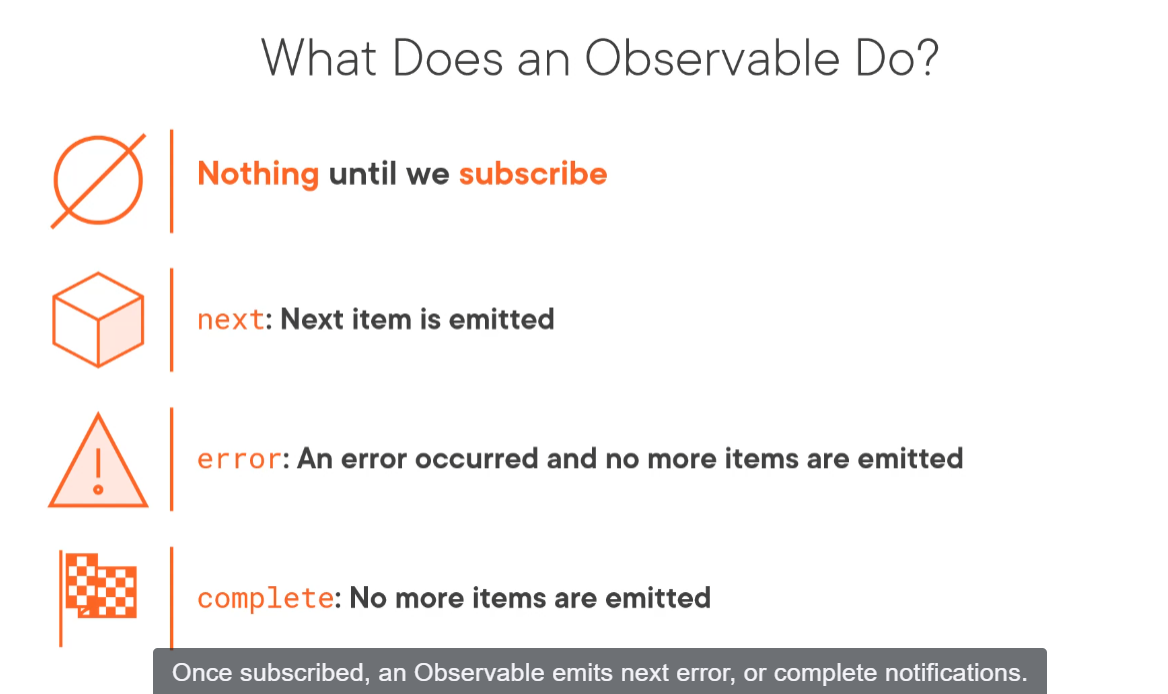 What Does an Observable Do?
Nothing until we subscribe
next: Next item is emitted
error: An error occurred and no more items are emitted
complete: No more items are emitted
Once subscribed, an Observable emits next error, or complete notifications.